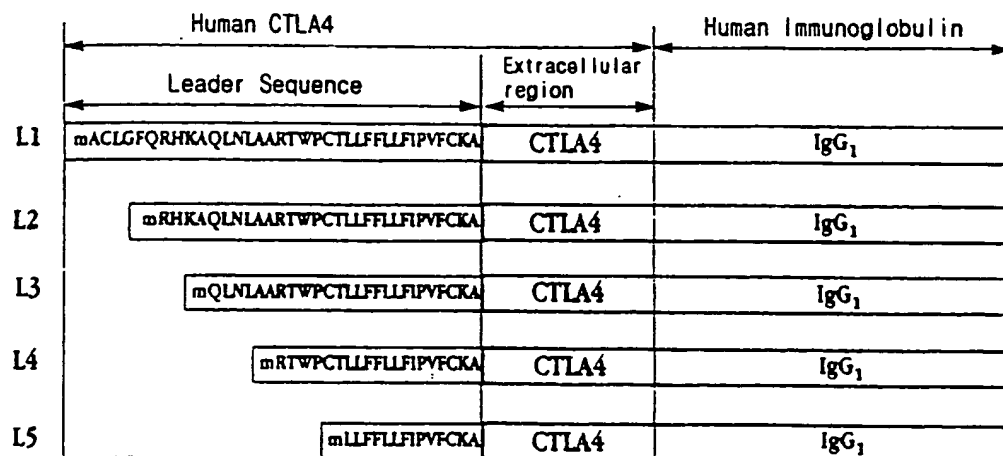 Human CTLA4 Human Immunoglobulin
Leader Sequence Extracellular region
L1 mACLGFQRHKAQLNLAARTWPCTLLFFLLFIPVFCKA CTLA4 IgG1
L2 mRHKAQLNLAARTWPCTLLFFLLFIPVFCKA CTLA4 IgG1
L3 mQLNLAARTWPCTLLFFLLFIPVFCKA CTLA4 IgG1
L4 mRTWPCTLLFFLLFIPVFCKA CTLA4 IgG1
L5 mLLFFLLFIPVFCKA CTLA4 IgG1